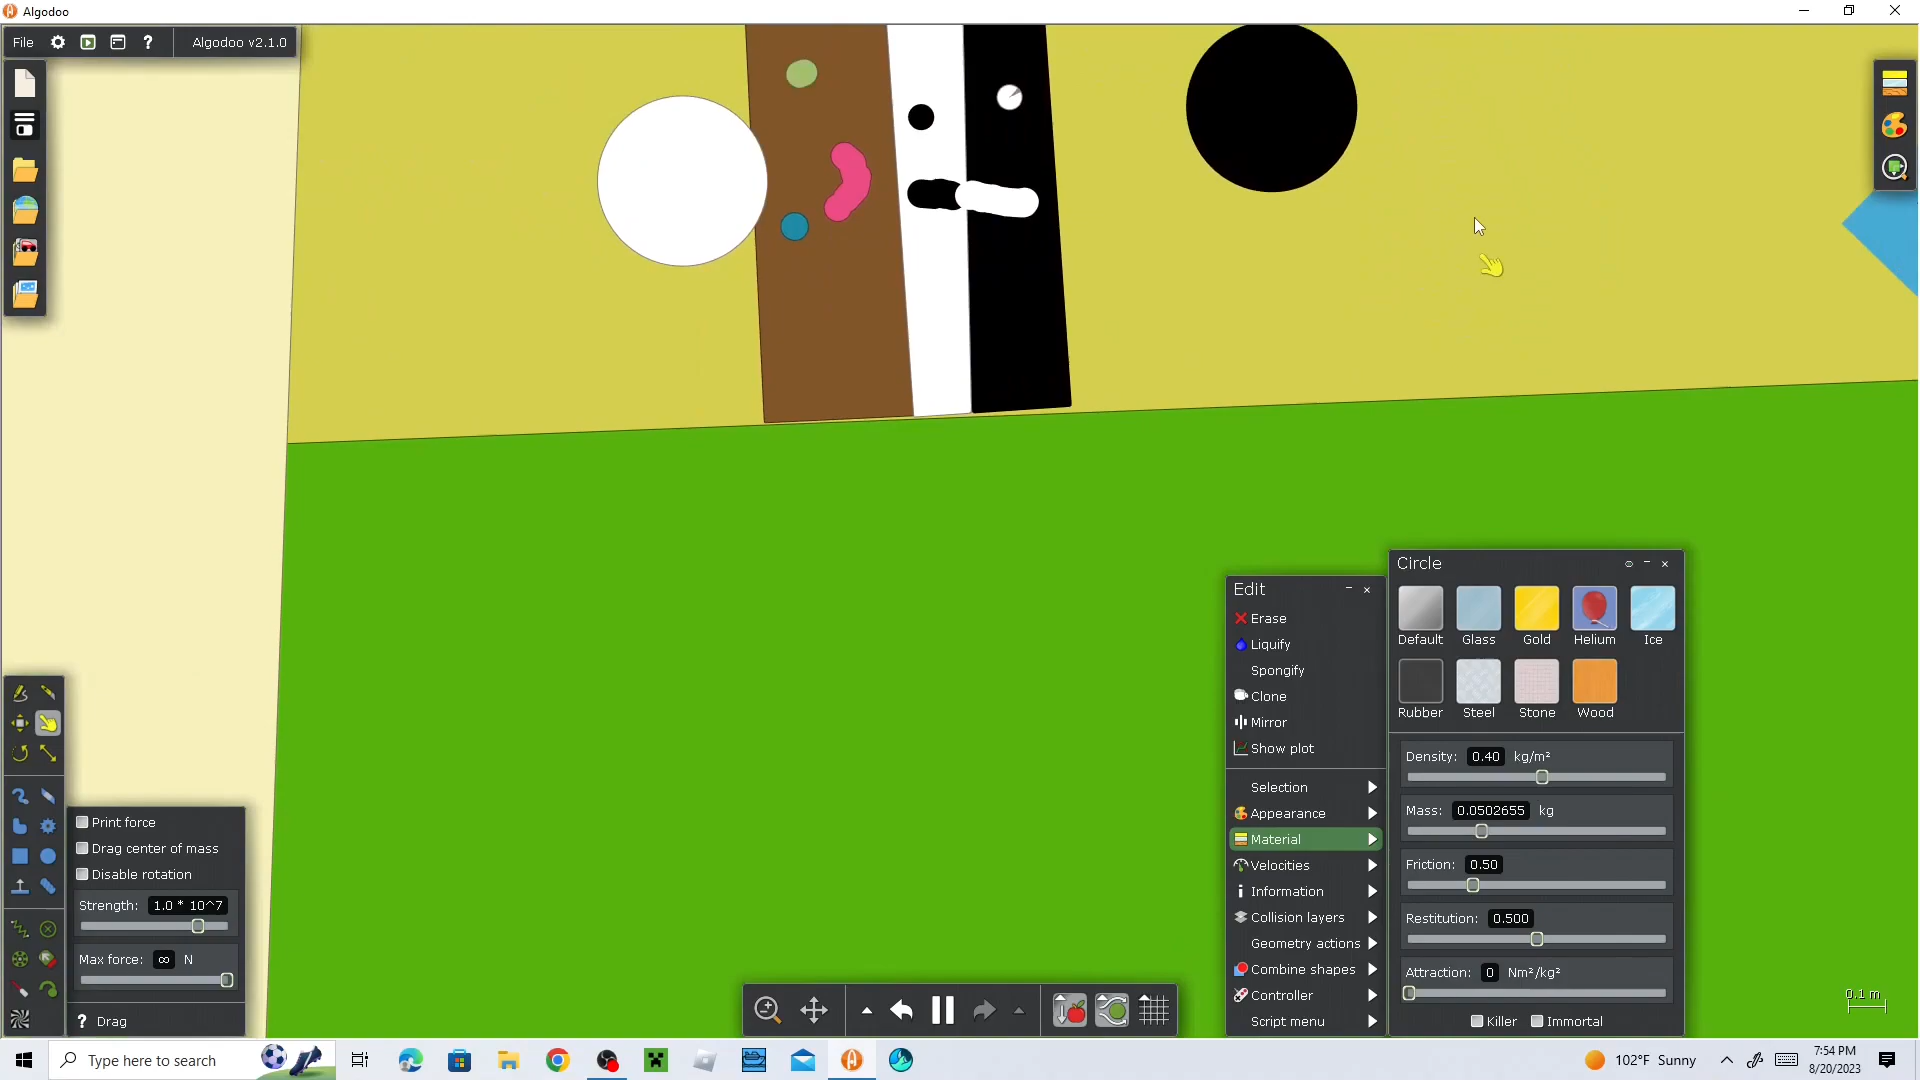 Algodoo
File
?
Algodoo v2.1.0
Edit
Erase
Liquify
Spongify
Clone
Mirror
Show plot
Selection
Appearance
Material
Velocities
Information
Collision layers
Geometry actions
Combine shapes
Controller
Script menu
Circle
Default Glass Gold Helium Ice
Rubber Steel Stone Wood
Density: 0.40 kg/m²
Mass: 0.0502655 kg
Friction: 0.50
Restitution: 0.500
Attraction: 0 Nm²/kg²
Killer Immortal
Print force
Drag center of mass
Disable rotation
Strength: 1.0 * 10^7
Max force: ∞ N
? Drag
0.1 m
Type here to search
102°F Sunny
7:54 PM
8/20/2023